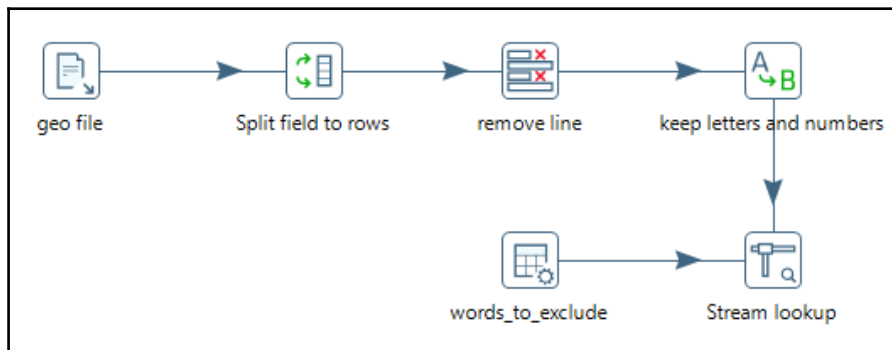 A
B
geo file
Split field to rows
remove line
keep letters and numbers
words_to_exclude
Stream lookup